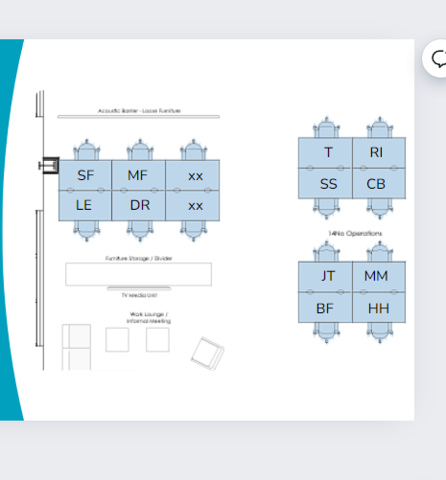 Acoustic Barrier - Loose Furniture
SF MF xx
LE DR xx
Furniture Storage / Divider
TV Media Unit
Work Lounge /
Informal Meeting
T RI
SS CB
14No Operations
JT MM
BF HH